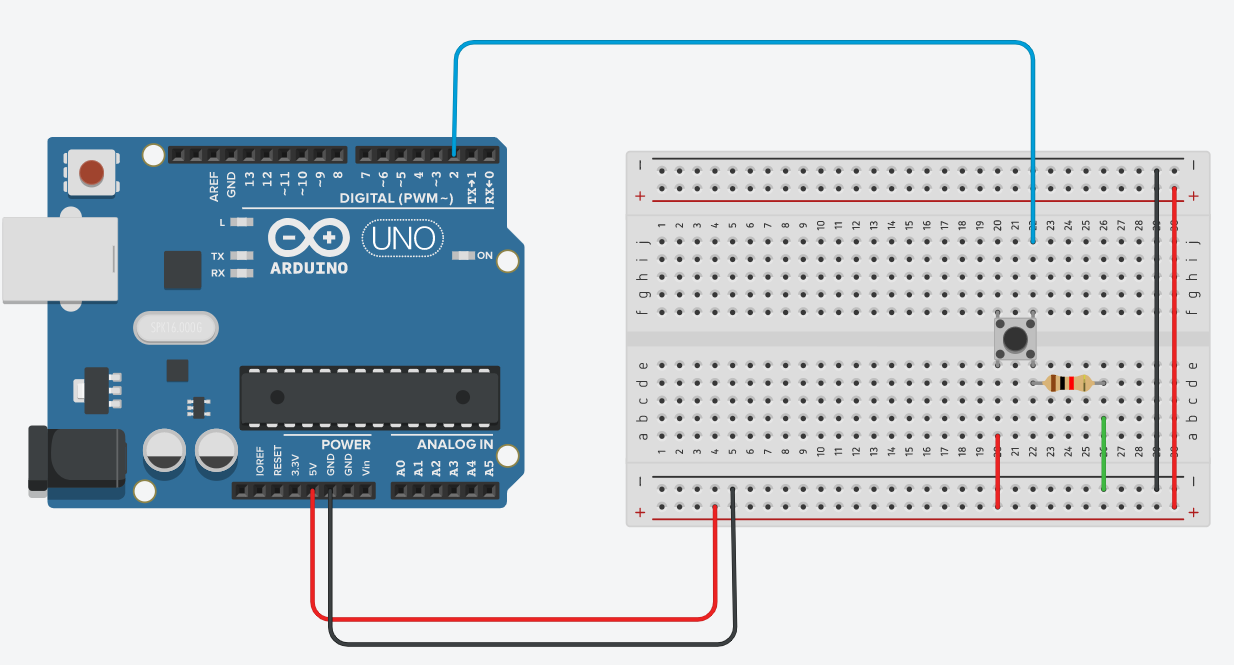 AREF
GND
13
12
~11
~10
~9
8
7
~6
~5
4
~3
2
TX→1
RX←0
DIGITAL (PWM~)
L
TX
RX
ARDUINO
UNO
ON
SPK16.000G
POWER
ANALOG IN
IOREF
RESET
3.3V
5V
GND
GND
Vin
A0
A1
A2
A3
A4
A5
− −
+ +
1 2 3 4 5 6 7 8 9 10 11 12 13 14 15 16 17 18 19 20 21 22 23 24 25 26 27 28 29 30
j j
i i
h h
g g
f f
e e
d d
c c
b b
a a
1 2 3 4 5 6 7 8 9 10 11 12 13 14 15 16 17 18 19 20 21 22 23 24 25 26 27 28 29 30
− −
+ +